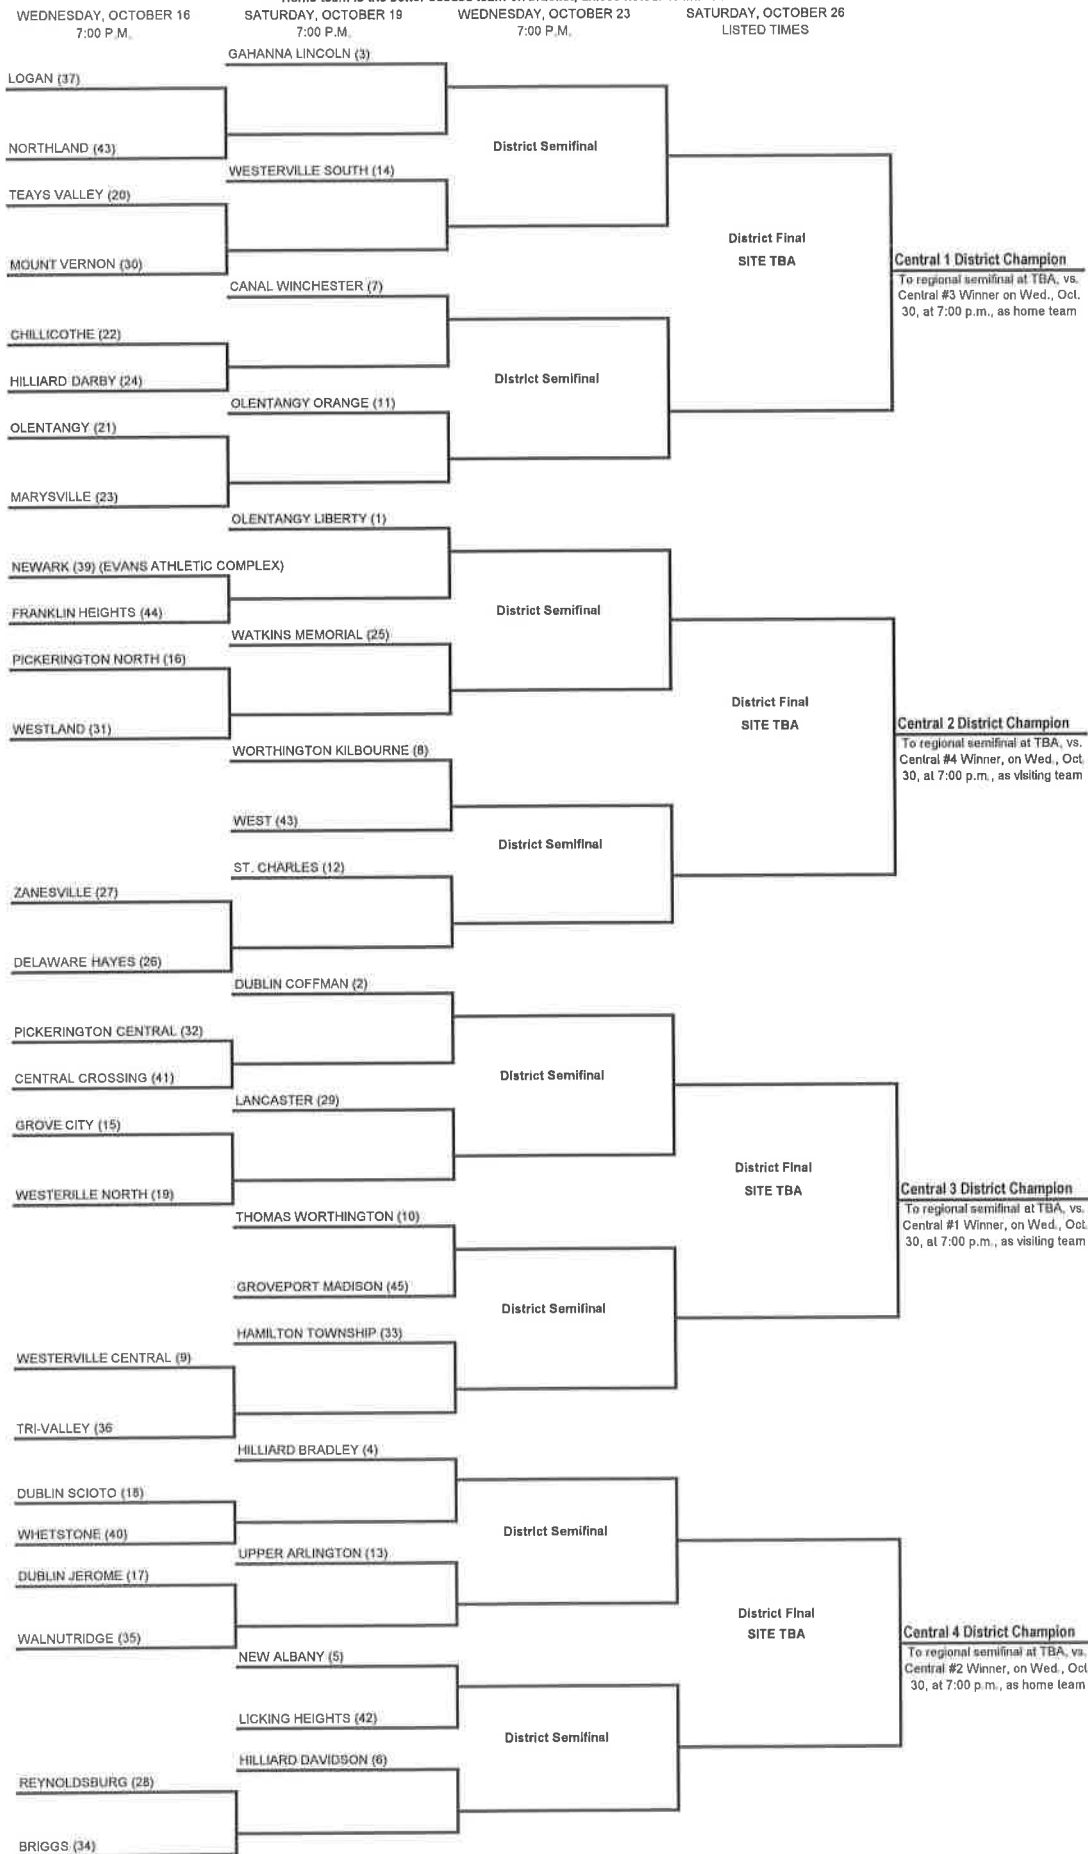 WEDNESDAY, OCTOBER 16
7:00 P.M.
SATURDAY, OCTOBER 19
7:00 P.M.
WEDNESDAY, OCTOBER 23
7:00 P.M.
SATURDAY, OCTOBER 26
LISTED TIMES
GAHANNA LINCOLN (3)
LOGAN (37)
NORTHLAND (43)
District Semifinal
WESTERVILLE SOUTH (14)
TEAYS VALLEY (20)
MOUNT VERNON (30)
District Final
SITE TBA
Central 1 District Champion
To regional semifinal at TBA, vs.
Central #3 Winner on Wed., Oct.
30, at 7:00 p.m., as home team
CANAL WINCHESTER (7)
CHILLICOTHE (22)
HILLIARD DARBY (24)
District Semifinal
OLENTANGY ORANGE (11)
OLENTANGY (21)
MARYSVILLE (23)
OLENTANGY LIBERTY (1)
NEWARK (39) (EVANS ATHLETIC COMPLEX)
FRANKLIN HEIGHTS (44)
District Semifinal
WATKINS MEMORIAL (25)
PICKERINGTON NORTH (16)
WESTLAND (31)
District Final
SITE TBA
Central 2 District Champion
To regional semifinal at TBA, vs.
Central #4 Winner, on Wed., Oct.
30, at 7:00 p.m., as visiting team
WORTHINGTON KILBOURNE (8)
WEST (43)
District Semifinal
ST. CHARLES (12)
ZANESVILLE (27)
DELAWARE HAYES (26)
DUBLIN COFFMAN (2)
PICKERINGTON CENTRAL (32)
CENTRAL CROSSING (41)
District Semifinal
LANCASTER (29)
GROVE CITY (15)
WESTERILLE NORTH (19)
District Final
SITE TBA
Central 3 District Champion
To regional semifinal at TBA, vs.
Central #1 Winner, on Wed., Oct.
30, at 7:00 p.m., as visiting team
THOMAS WORTHINGTON (10)
GROVEPORT MADISON (45)
District Semifinal
HAMILTON TOWNSHIP (33)
WESTERVILLE CENTRAL (9)
TRI-VALLEY (36
HILLIARD BRADLEY (4)
DUBLIN SCIOTO (18)
WHETSTONE (40)
District Semifinal
UPPER ARLINGTON (13)
DUBLIN JEROME (17)
WALNUTRIDGE (35)
District Final
SITE TBA
Central 4 District Champion
To regional semifinal at TBA, vs.
Central #2 Winner, on Wed., Oct
30, at 7:00 p.m., as home team
NEW ALBANY (5)
LICKING HEIGHTS (42)
District Semifinal
HILLIARD DAVIDSON (6)
REYNOLDSBURG (28)
BRIGGS (34)